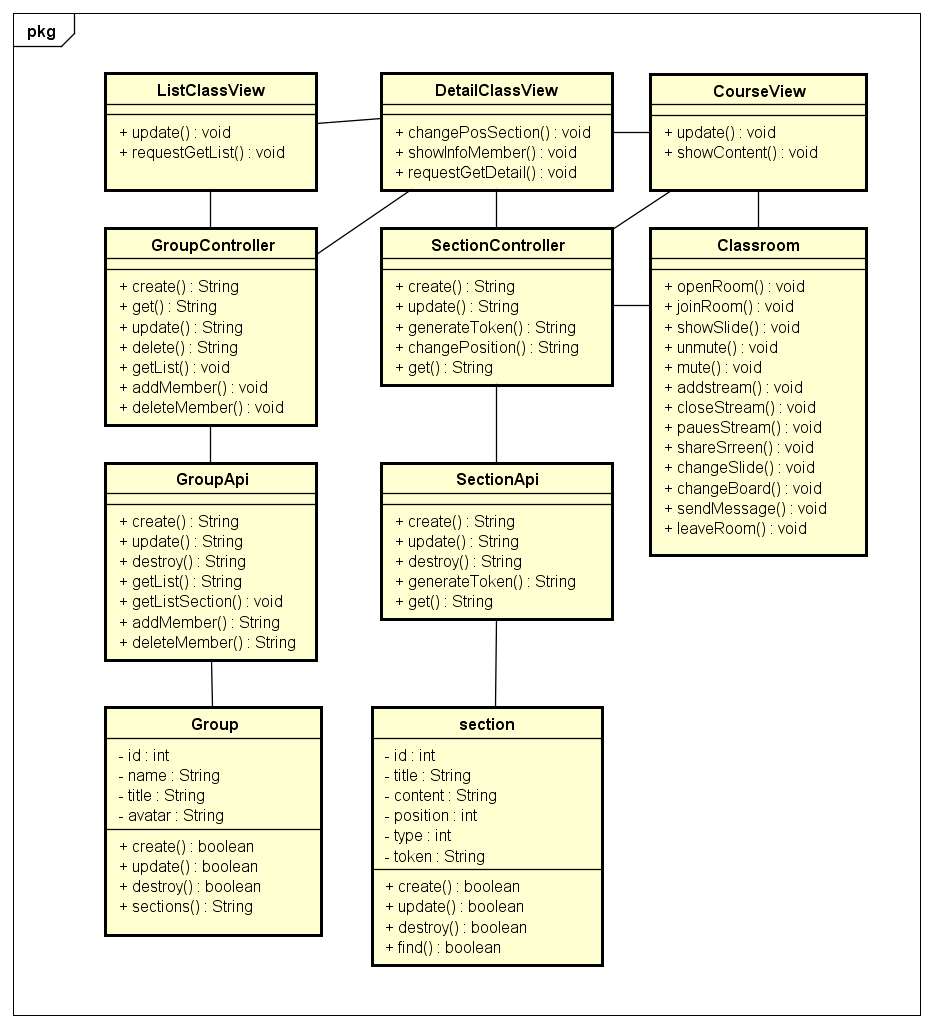 pkg
ListClassView
+ update() : void
+ requestGetList() : void
DetailClassView
+ changePosSection() : void
+ showInfoMember() : void
+ requestGetDetail() : void
CourseView
+ update() : void
+ showContent() : void
GroupController
+ create() : String
+ get() : String
+ update() : String
+ delete() : String
+ getList() : void
+ addMember() : void
+ deleteMember() : void
SectionController
+ create() : String
+ update() : String
+ generateToken() : String
+ changePosition() : String
+ get() : String
Classroom
+ openRoom() : void
+ joinRoom() : void
+ showSlide() : void
+ unmute() : void
+ mute() : void
+ addstream() : void
+ closeStream() : void
+ pauesStream() : void
+ shareSrreen() : void
+ changeSlide() : void
+ changeBoard() : void
+ sendMessage() : void
+ leaveRoom() : void
GroupApi
+ create() : String
+ update() : String
+ destroy() : String
+ getList() : String
+ getListSection() : void
+ addMember() : String
+ deleteMember() : String
SectionApi
+ create() : String
+ update() : String
+ destroy() : String
+ generateToken() : String
+ get() : String
Group
- id : int
- name : String
- title : String
- avatar : String
+ create() : boolean
+ update() : boolean
+ destroy() : boolean
+ sections() : String
section
- id : int
- title : String
- content : String
- position : int
- type : int
- token : String
+ create() : boolean
+ update() : boolean
+ destroy() : boolean
+ find() : boolean